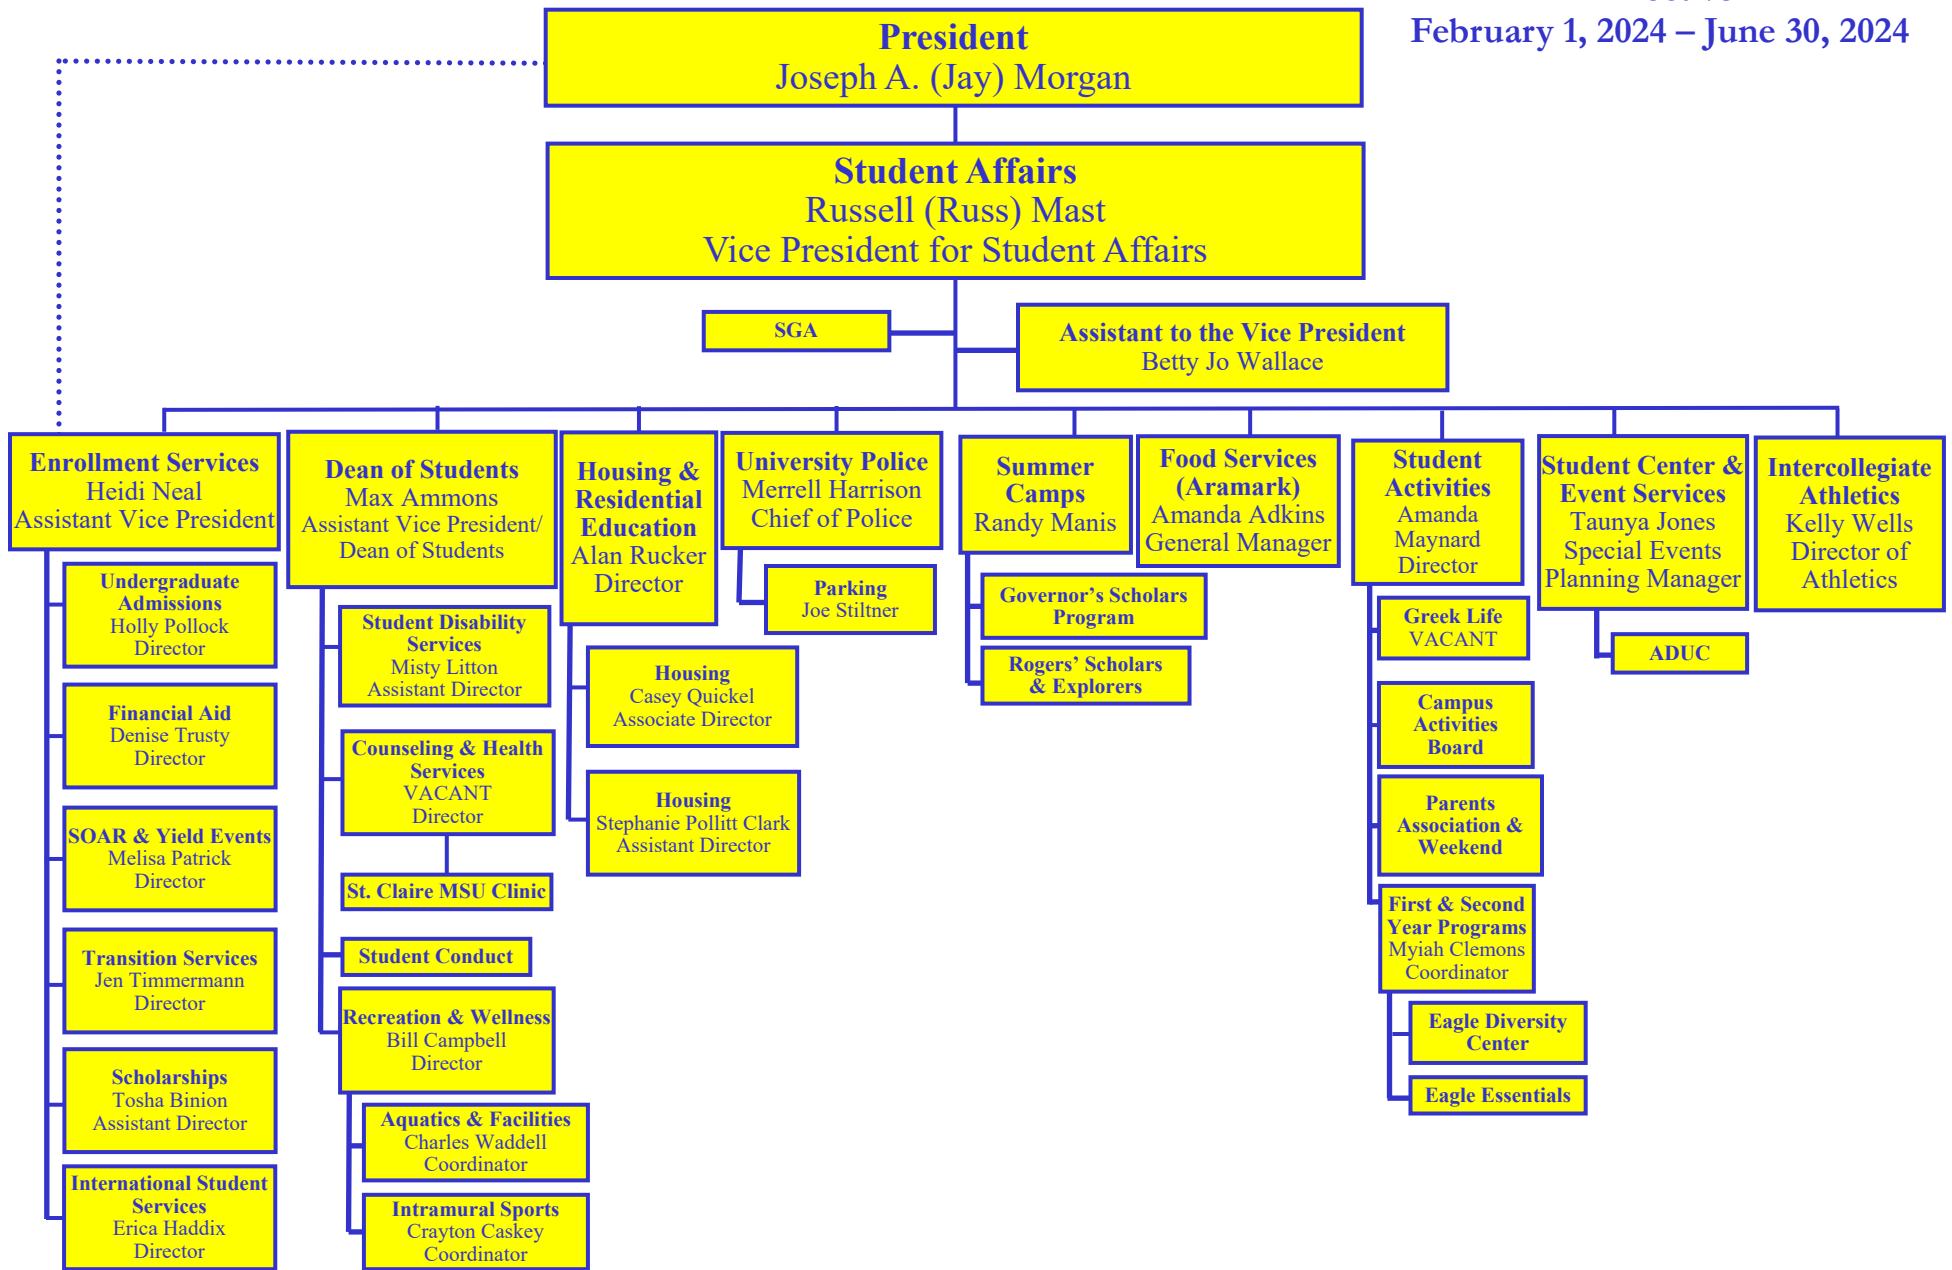 February 1, 2024 – June 30, 2024
President
Joseph A. (Jay) Morgan
Student Affairs
Russell (Russ) Mast
Vice President for Student Affairs
SGA
Assistant to the Vice President
Betty Jo Wallace
Enrollment Services
Heidi Neal
Assistant Vice President
Undergraduate
Admissions
Holly Pollock
Director
Financial Aid
Denise Trusty
Director
SOAR & Yield Events
Melisa Patrick
Director
Transition Services
Jen Timmermann
Director
Scholarships
Tosha Binion
Assistant Director
International Student
Services
Erica Haddix
Director
Dean of Students
Max Ammons
Assistant Vice President/
Dean of Students
Student Disability
Services
Misty Litton
Assistant Director
Counseling & Health
Services
VACANT
Director
St. Claire MSU Clinic
Student Conduct
Recreation & Wellness
Bill Campbell
Director
Aquatics & Facilities
Charles Waddell
Coordinator
Intramural Sports
Crayton Caskey
Coordinator
Housing &
Residential
Education
Alan Rucker
Director
Housing
Casey Quickel
Associate Director
Housing
Stephanie Pollitt Clark
Assistant Director
University Police
Merrell Harrison
Chief of Police
Parking
Joe Stiltner
Summer
Camps
Randy Manis
Governor’s Scholars
Program
Rogers’ Scholars
& Explorers
Food Services
(Aramark)
Amanda Adkins
General Manager
Student
Activities
Amanda
Maynard
Director
Greek Life
VACANT
Campus
Activities
Board
Parents
Association &
Weekend
First & Second
Year Programs
Myiah Clemons
Coordinator
Eagle Diversity
Center
Eagle Essentials
Student Center &
Event Services
Taunya Jones
Special Events
Planning Manager
ADUC
Intercollegiate
Athletics
Kelly Wells
Director of
Athletics